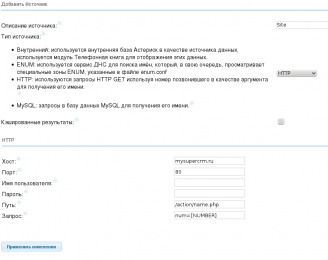 Добавить Источник
Описание источника:
Site
Тип источника:
Внутренний: используется внутренняя база Астериск в качестве источника данных,
используется модуль Телефонная книга для отображения этих данных.
ENUM: используется сервис ДНС для поиска имён, который, в свою очередь, просматривает
специальные зоны ENUM, указанные в файле enum.conf
HTTP: используются запросы HTTP GET используя номер позвонившего в качестве аргумента
для получения его имени.
HTTP
MySQL: запросы в базу данных MySQL для получения его имени.
Кашированные результаты:
HTTP
Хост:
mysupercrm.ru
Порт:
80
Имя пользователя:
Пароль:
Путь:
/action/name.php
Запрос:
num=[NUMBER]
Применить изменения